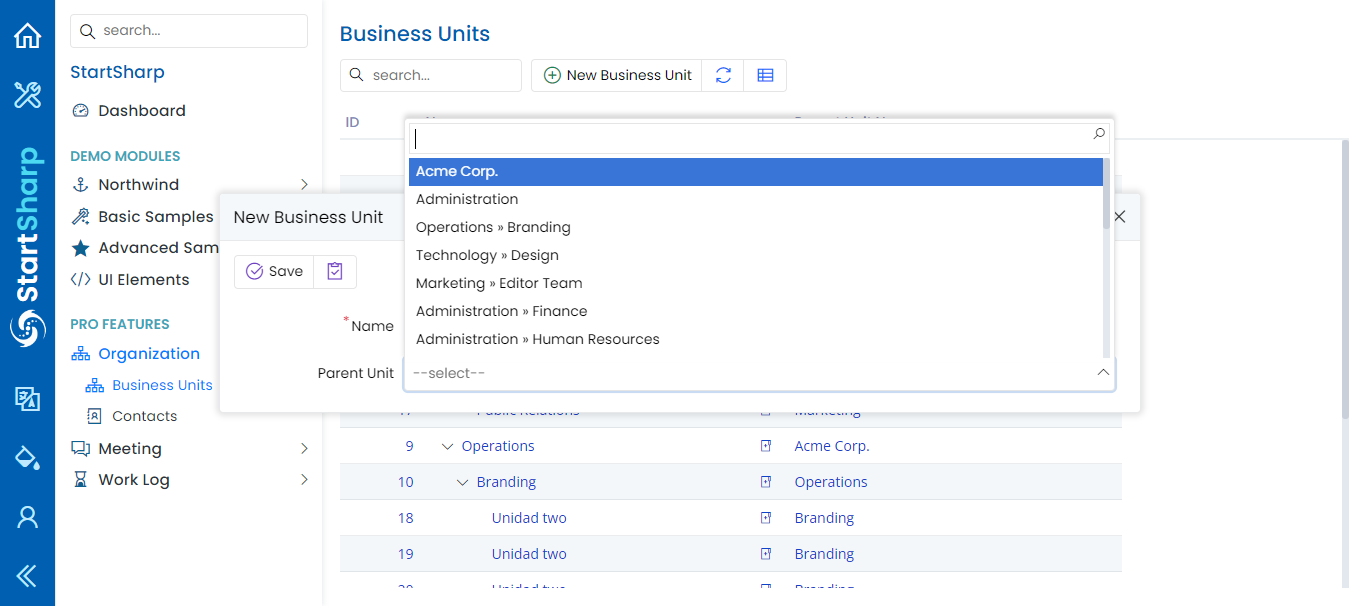 StartSharp
search...
StartSharp
Dashboard
DEMO MODULES
Northwind
Basic Samples
Advanced Sam
UI Elements
PRO FEATURES
Organization
Business Units
Contacts
Meeting
Work Log
Business Units
search...
New Business Unit
ID
New Business Unit
Save
*Name
Parent Unit
Acme Corp.
Administration
Operations » Branding
Technology » Design
Marketing » Editor Team
Administration » Finance
Administration » Human Resources
--select--
17 Public Relations Marketing
9 Operations Acme Corp.
10 Branding Operations
18 Unidad two Branding
19 Unidad two Branding
20 Unidad two Branding